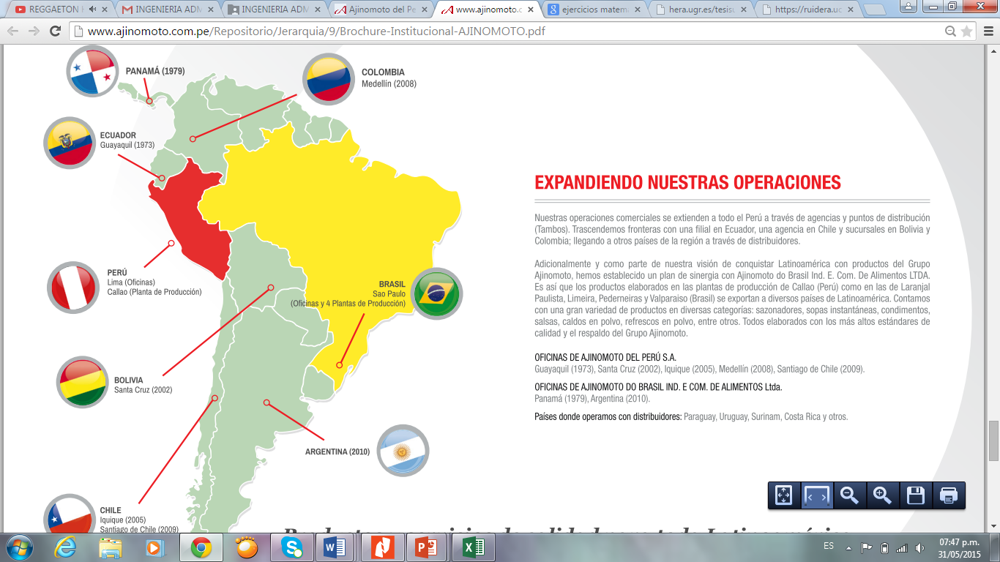 REGGAETON
INGENIERIA ADM
INGENIERIA ADM
Ajinomoto del Pe
www.ajinomoto.c
ejercicios matem
hera.ugr.es/tesisu
https://ruidera.uc
www.ajinomoto.com.pe/Repositorio/Jerarquia/9/Brochure-Institucional-AJINOMOTO.pdf
PANAMÁ (1979)
COLOMBIA
Medellín (2008)
ECUADOR
Guayaquil (1973)
PERÚ
Lima (Oficinas)
Callao (Planta de Producción)
BRASIL
Sao Paulo
(Oficinas y 4 Plantas de Producción)
BOLIVIA
Santa Cruz (2002)
ARGENTINA (2010)
CHILE
Iquique (2005)
Santiago de Chile (2009)
EXPANDIENDO NUESTRAS OPERACIONES
Nuestras operaciones comerciales se extienden a todo el Perú a través de agencias y puntos de distribución
(Tambos). Trascendemos fronteras con una filial en Ecuador, una agencia en Chile y sucursales en Bolivia y
Colombia; llegando a otros países de la región a través de distribuidores.
Adicionalmente y como parte de nuestra visión de conquistar Latinoamérica con productos del Grupo
Ajinomoto, hemos establecido un plan de sinergia con Ajinomoto do Brasil Ind. E. Com. De Alimentos LTDA.
Es así que los productos elaborados en las plantas de producción de Callao (Perú) como en las de Laranjal
Paulista, Limeira, Pederneiras y Valparaiso (Brasil) se exportan a diversos países de Latinoamérica. Contamos
con una gran variedad de productos en diversas categorías: sazonadores, sopas instantáneas, condimentos,
salsas, caldos en polvo, refrescos en polvo, entre otros. Todos elaborados con los más altos estándares de
calidad y el respaldo del Grupo Ajinomoto.
OFICINAS DE AJINOMOTO DEL PERÚ S.A.
Guayaquil (1973), Santa Cruz (2002), Iquique (2005), Medellín (2008), Santiago de Chile (2009).
OFICINAS DE AJINOMOTO DO BRASIL IND. E COM. DE ALIMENTOS Ltda.
Panamá (1979), Argentina (2010).
Países donde operamos con distribuidores: Paraguay, Uruguay, Surinam, Costa Rica y otros.
ES
07:47 p.m.
31/05/2015